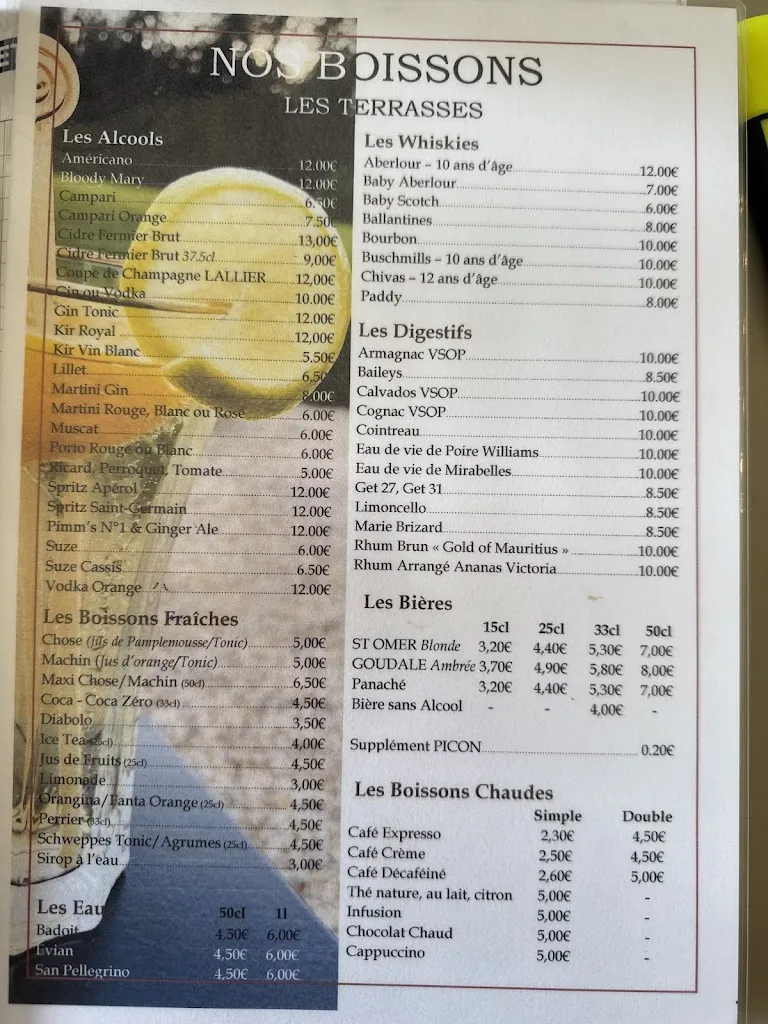 NOS BOISSONS
LES TERRASSES
Les Alcools
Américano 12.00€
Bloody Mary 12.00€
Campari 6.50€
Campari Orange 7.50€
Cidre Fermier Brut 13,00€
Cidre Fermier Brut 37.5cl 9,00€
Coupe de Champagne LALLIER 12,00€
Gin ou Vodka 10.00€
Gin Tonic 12.00€
Kir Royal 12,00€
Kir Vin Blanc 5.50€
Lillet 6.50
Martini Gin 8.00€
Martini Rouge, Blanc ou Rosé 6.00€
Muscat 6.00€
Porto Rouge ou Blanc 6.00€
Ricard, Perroquet, Tomate 5.00€
Spritz Apérol 12.00€
Spritz Saint-Germain 12.00€
Pimm's N°1 & Ginger Ale 12.00€
Suze 6.00€
Suze Cassis 6.50€
Vodka Orange 12.00€
Les Boissons Fraîches
Chose (Jus de Pamplemousse/Tonic) 5,00€
Machin (Jus d'orange/Tonic) 5,00€
Maxi Chose/Machin (50cl) 6,50€
Coca - Coca Zéro (33cl) 4,50€
Diabolo 3,50€
Ice Tea (25cl) 4,00€
Jus de Fruits (25cl) 4,50€
Limonade 3,00€
Orangina/Fanta Orange (25cl) 4,50€
Perrier (33cl) 4,50€
Schweppes Tonic/Agrumes (25cl) 4,50€
Sirop à l'eau 3,00€
Les Eau 50cl 1l
Badoit 4,50€ 6,00€
Evian 4,50€ 6,00€
San Pellegrino 4,50€ 6,00€
Les Whiskies
Aberlour – 10 ans d'âge 12.00€
Baby Aberlour 7.00€
Baby Scotch 6.00€
Ballantines 8.00€
Bourbon 10.00€
Buschmills – 10 ans d'âge 10.00€
Chivas – 12 ans d'âge 10.00€
Paddy 8.00€
Les Digestifs
Armagnac VSOP 10.00€
Baileys 8.50€
Calvados VSOP 10.00€
Cognac VSOP 10.00€
Cointreau 10.00€
Eau de vie de Poire Williams 10.00€
Eau de vie de Mirabelles 10.00€
Get 27, Get 31 8.50€
Limoncello 8.50€
Marie Brizard 8.50€
Rhum Brun « Gold of Mauritius » 10.00€
Rhum Arrangé Ananas Victoria 10.00€
Les Bières
15cl 25cl 33cl 50cl
ST OMER Blonde 3,20€ 4,40€ 5,30€ 7,00€
GOUDALE Ambrée 3,70€ 4,90€ 5,80€ 8,00€
Panaché 3,20€ 4,40€ 5,30€ 7,00€
Bière sans Alcool - - 4,00€ -
Supplément PICON 0.20€
Les Boissons Chaudes
Simple Double
Café Expresso 2,30€ 4,50€
Café Crème 2,50€ 4,50€
Café Décaféiné 2,60€ 5,00€
Thé nature, au lait, citron 5,00€ -
Infusion 5,00€ -
Chocolat Chaud 5,00€ -
Cappuccino 5,00€ -